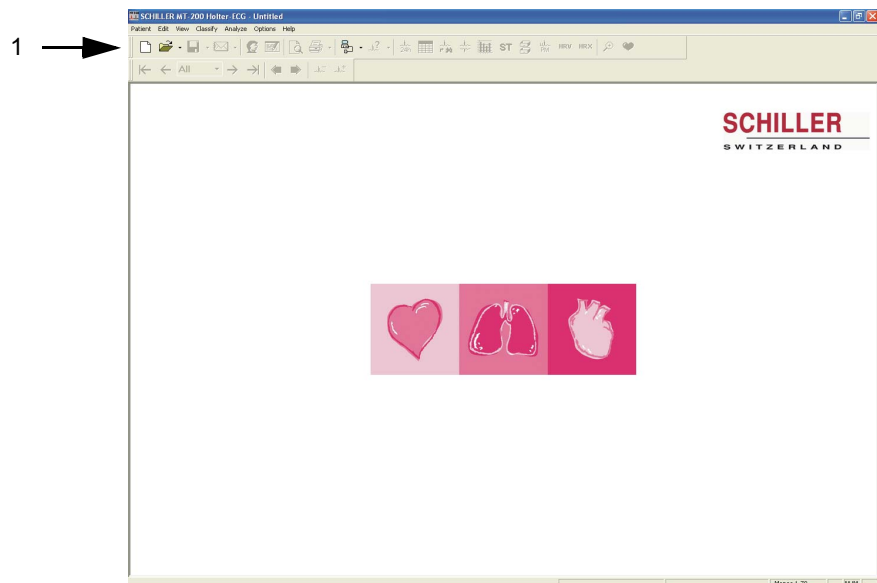 SCHILLER MT-200 Holter-ECG - Untitled
Patient Edit View Classify Analyze Options Help
1
ST
HRV HRX
All
SCHILLER
SWITZERLAND